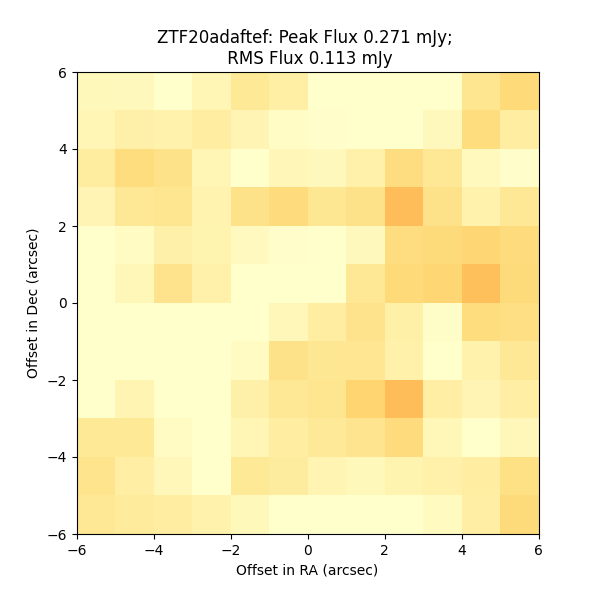 ZTF20adaftef: Peak Flux 0.271 mJy;
RMS Flux 0.113 mJy
6
4
2
0
−2
−4
−6
Offset in Dec (arcsec)
−6 −4 −2 0 2 4 6
Offset in RA (arcsec)